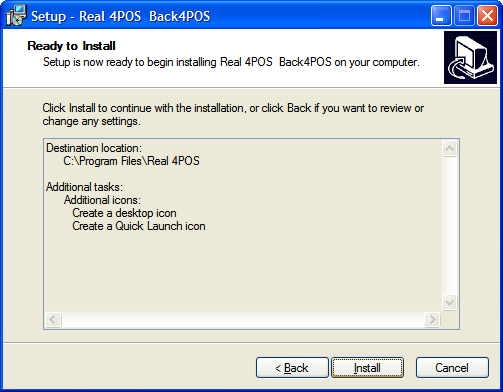 Setup - Real 4POS  Back4POS
Ready to Install
Setup is now ready to begin installing Real 4POS  Back4POS on your computer.
Click Install to continue with the installation, or click Back if you want to review or
change any settings.
Destination location:
C:\Program Files\Real 4POS
Additional tasks:
Additional icons:
Create a desktop icon
Create a Quick Launch icon
< Back
Install
Cancel